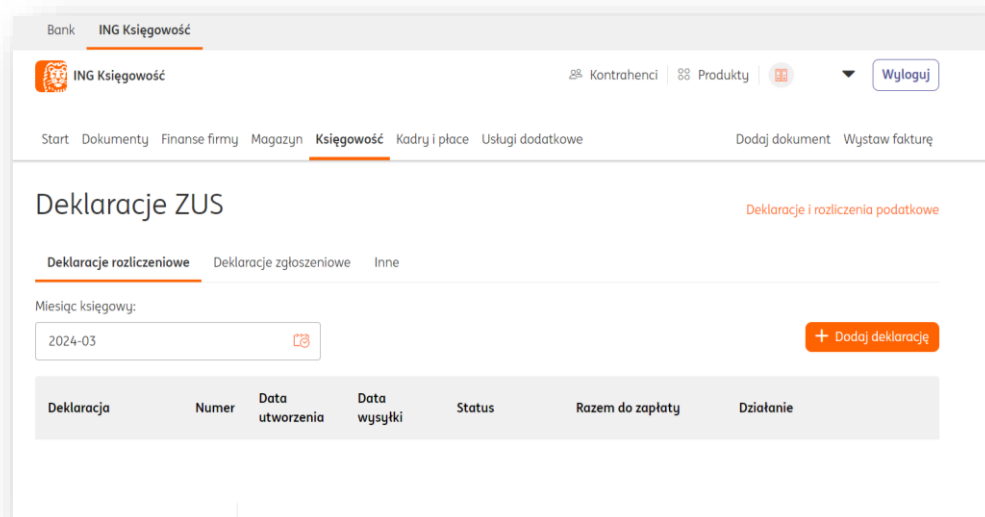 Bank ING Księgowość
ING Księgowość Kontrahenci Produkty Wyloguj
Start Dokumenty Finanse firmy Magazyn Księgowość Kadry i płace Usługi dodatkowe Dodaj dokument Wystaw fakturę
Deklaracje ZUS
Deklaracje i rozliczenia podatkowe
Deklaracje rozliczeniowe Deklaracje zgłoszeniowe Inne
Miesiąc księgowy:
2024-03
+ Dodaj deklarację
Deklaracja Numer Data utworzenia Data wysyłki Status Razem do zapłaty Działanie